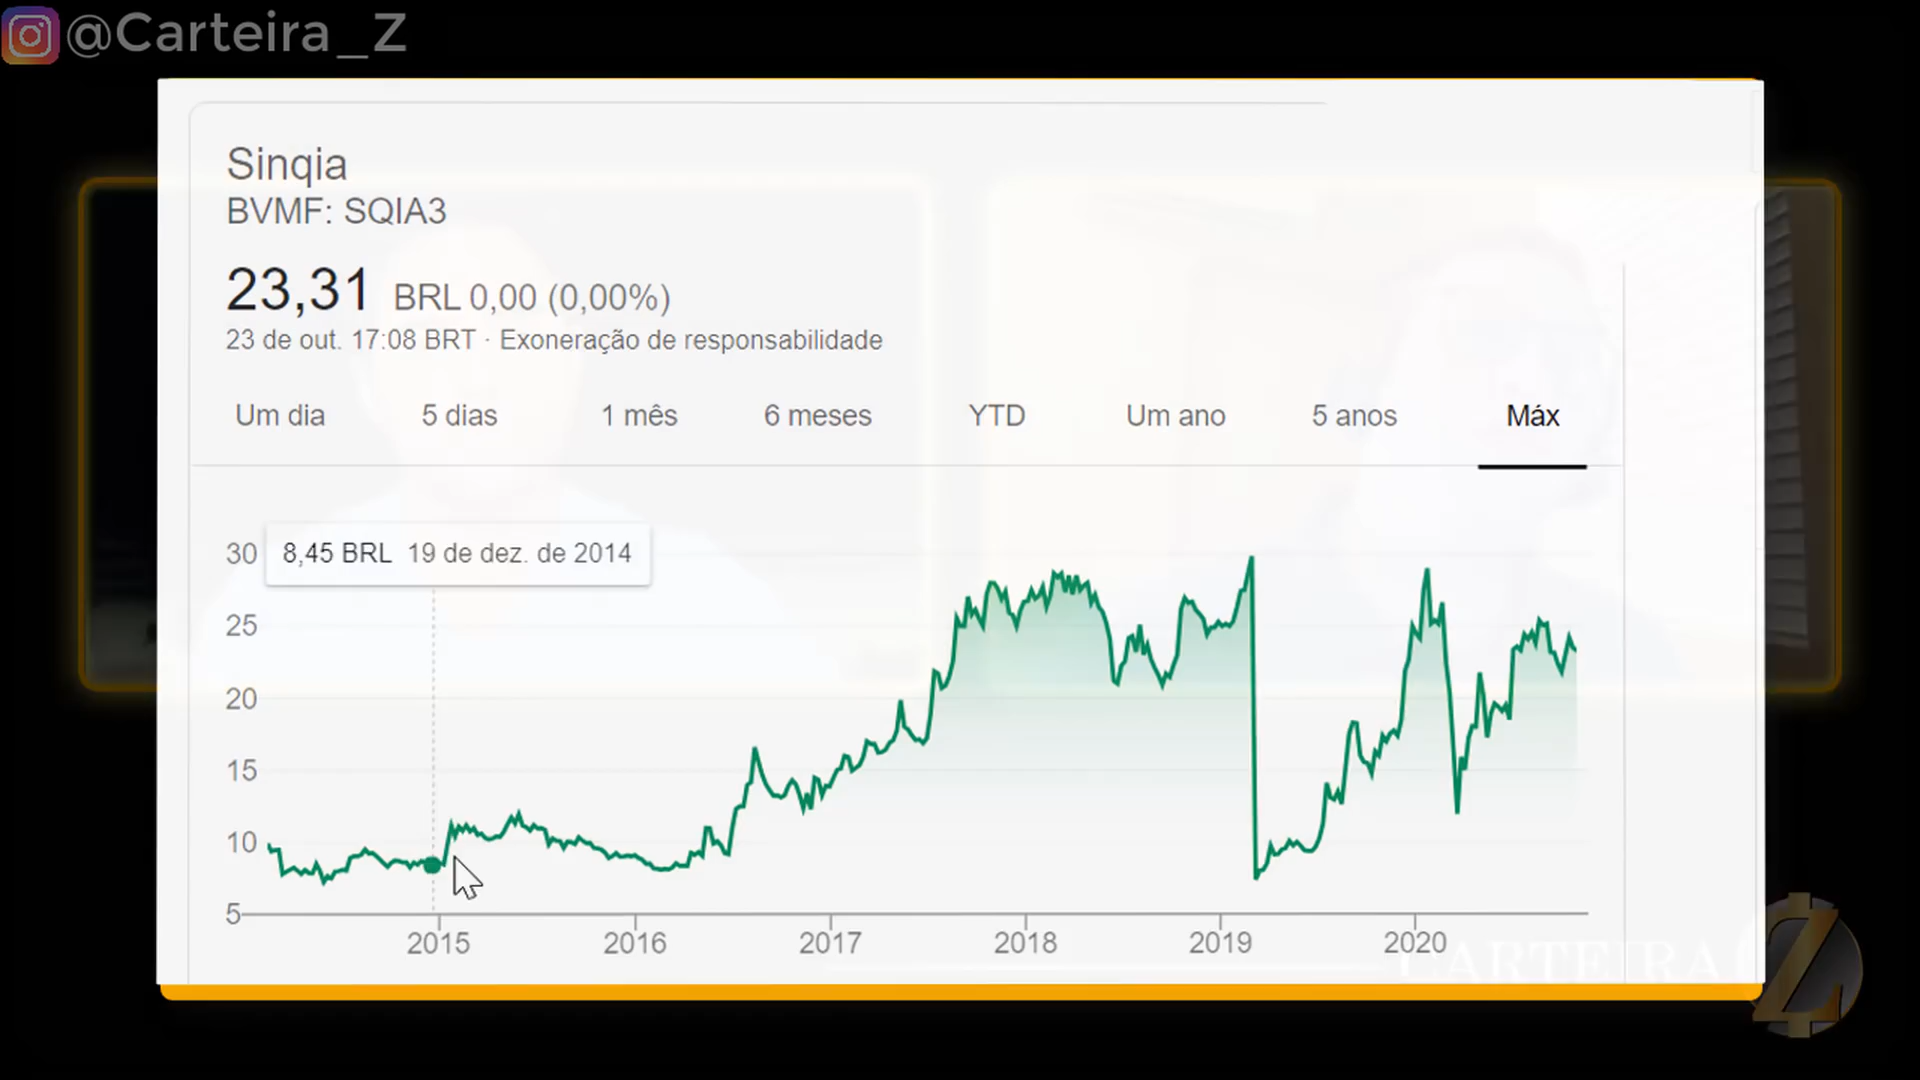 @Carteira_Z
Sinqia
BVMF: SQIA3
23,31 BRL 0,00 (0,00%)
23 de out. 17:08 BRT · Exoneração de responsabilidade
Um dia 5 dias 1 mês 6 meses YTD Um ano 5 anos Máx
8,45 BRL 19 de dez. de 2014
30
25
20
15
10
5
2015 2016 2017 2018 2019 2020
CARTEIRA Z